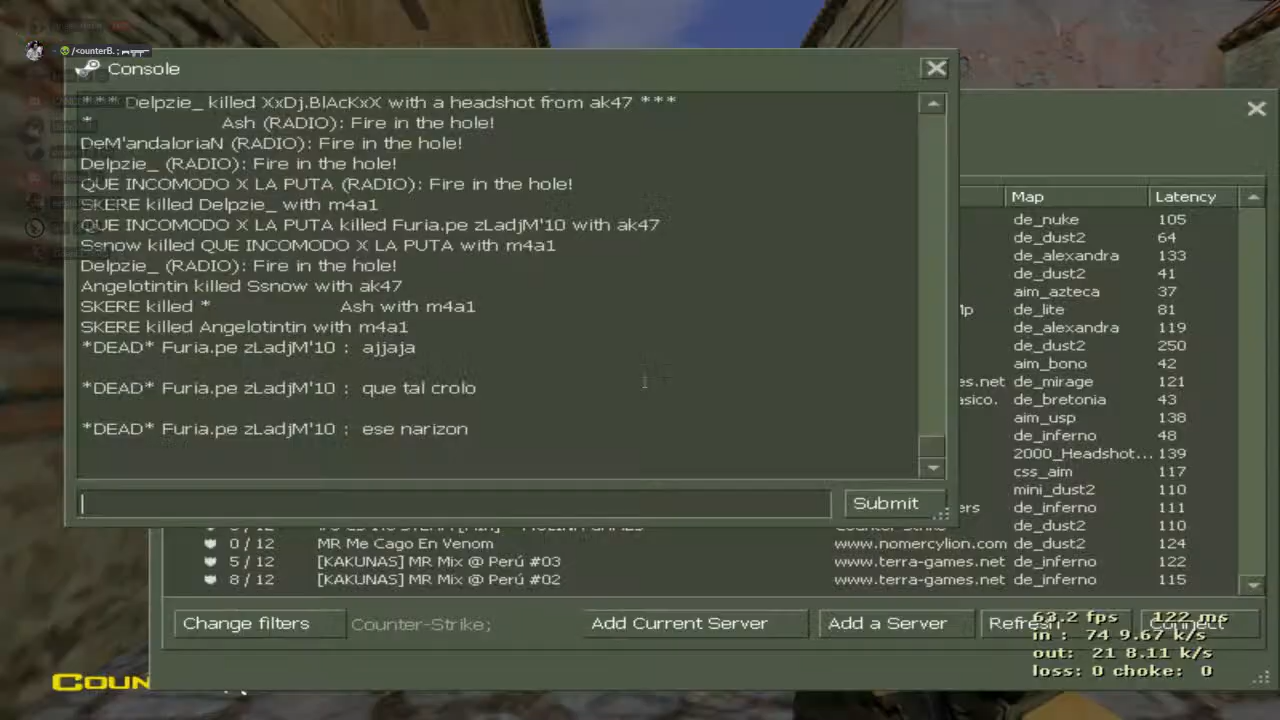 /<ounterB. ;
Console
*** Delpzie_ killed XxDj.BlAcKxX with a headshot from ak47 ***
* Ash (RADIO): Fire in the hole!
DeM'andaloriaN (RADIO): Fire in the hole!
Delpzie_ (RADIO): Fire in the hole!
QUE INCOMODO X LA PUTA (RADIO): Fire in the hole!
SKERE killed Delpzie_ with m4a1
QUE INCOMODO X LA PUTA killed Furia.pe zLadjM'10 with ak47
Ssnow killed QUE INCOMODO X LA PUTA with m4a1
Delpzie_ (RADIO): Fire in the hole!
Angelotintin killed Ssnow with ak47
SKERE killed * Ash with m4a1
SKERE killed Angelotintin with m4a1
*DEAD* Furia.pe zLadjM'10 : ajjaja
*DEAD* Furia.pe zLadjM'10 : que tal crolo
*DEAD* Furia.pe zLadjM'10 : ese narizon
Submit
Map Latency
de_nuke 105
de_dust2 64
de_alexandra 133
de_dust2 41
aim_azteca 37
de_lite 81
de_alexandra 119
de_dust2 250
aim_bono 42
es.net de_mirage 121
asico. de_bretonia 43
aim_usp 138
de_inferno 48
2000_Headshot... 139
css_aim 117
mini_dust2 110
ers de_inferno 111
de_dust2 110
0 / 12 MR Me Cago En Venom www.nomercylion.com de_dust2 124
5 / 12 [KAKUNAS] MR Mix @ Perú #03 www.terra-games.net de_inferno 122
8 / 12 [KAKUNAS] MR Mix @ Perú #02 www.terra-games.net de_inferno 115
Change filters Counter-Strike; Add Current Server Add a Server Refresh Connect
63.2 fps 122 ms
in : 74 9.67 k/s
out: 21 8.11 k/s
loss: 0 choke: 0
COUN